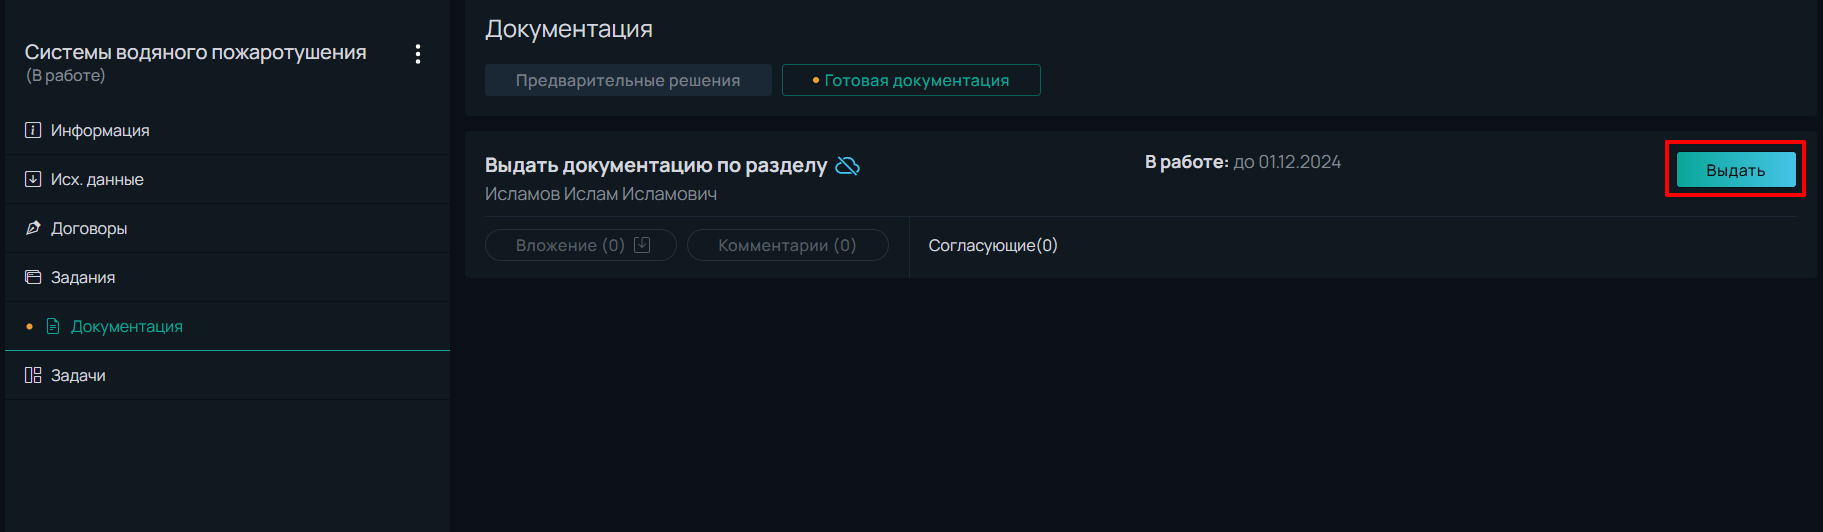 Системы водяного пожаротушения
(В работе)
Информация
Исх. данные
Договоры
Задания
Документация
Задачи
Документация
Предварительные решения
Готовая документация
Выдать документацию по разделу
Исламов Ислам Исламович
В работе: до 01.12.2024
Выдать
Вложение (0)
Комментарии (0)
Согласующие(0)